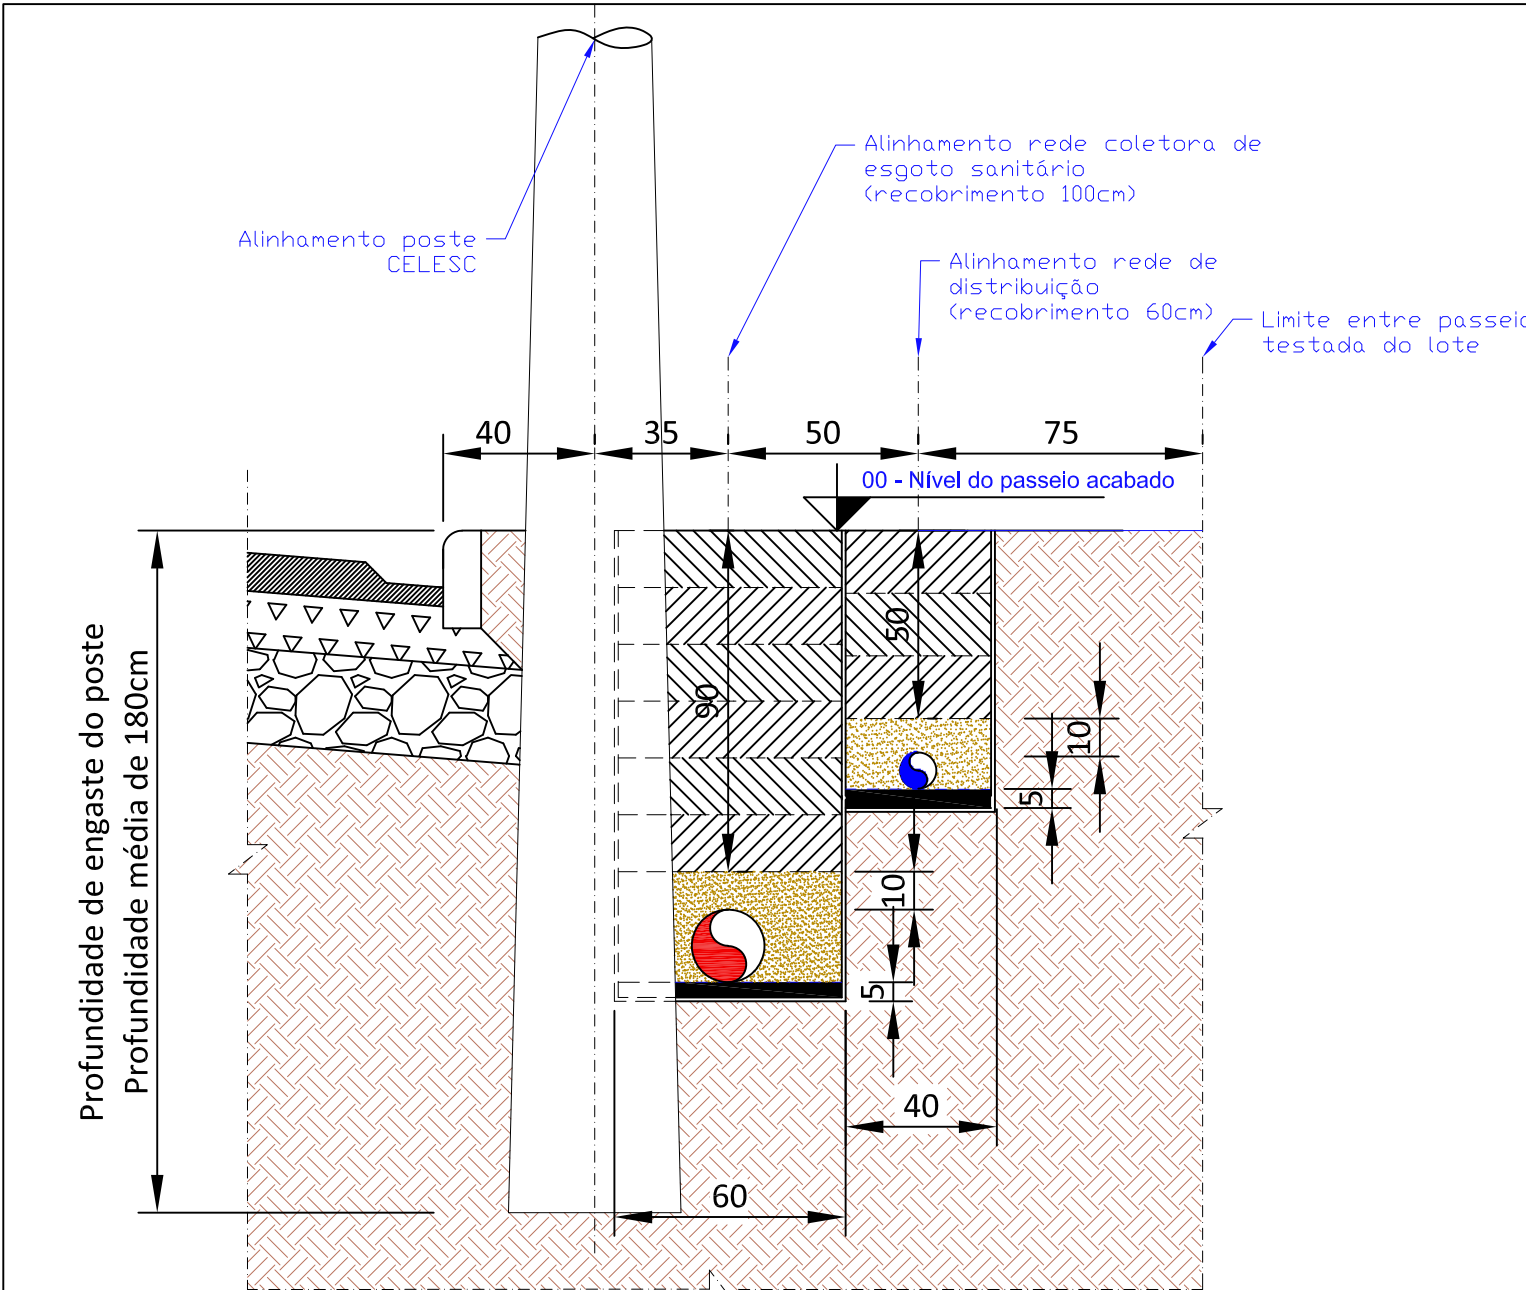 Alinhamento rede coletora de
esgoto sanitário
(recobrimento 100cm)
Alinhamento poste
CELESC
Alinhamento rede de
distribuição
(recobrimento 60cm)
Limite entre passeio
testada do lote
40
35
50
75
00 - Nível do passeio acabado
Profundidade de engaste do poste
Profundidade média de 180cm
90
50
10
5
10
5
40
60